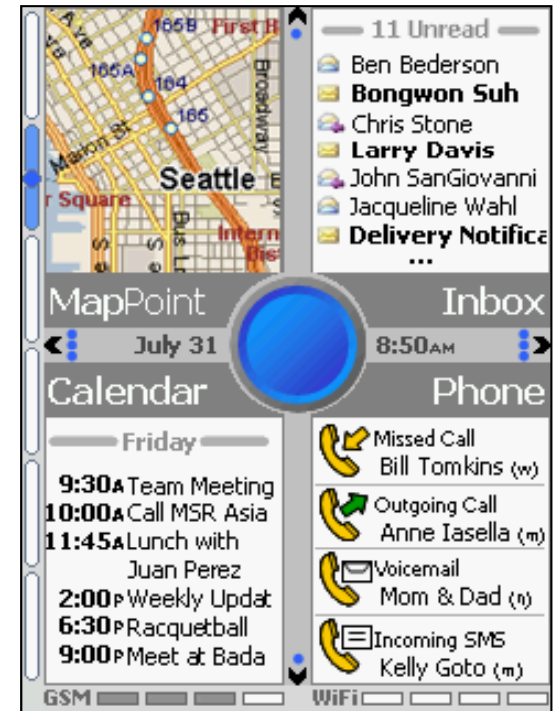 165B First H
165A
164
165
Broadway
Marion St
Seattle
r Square
Intern
Dist
Bus L
11 Unread
Ben Bederson
Bongwon Suh
Chris Stone
Larry Davis
John SanGiovanni
Jacqueline Wahl
Delivery Notifica
...
MapPoint
Inbox
July 31
8:50AM
Calendar
Phone
Friday
9:30A Team Meeting
10:00A Call MSR Asia
11:45A Lunch with
Juan Perez
2:00P Weekly Updat
6:30P Racquetball
9:00P Meet at Bada
Missed Call
Bill Tomkins (w)
Outgoing Call
Anne Iasella (m)
Voicemail
Mom & Dad (h)
Incoming SMS
Kelly Goto (m)
GSM
WiFi